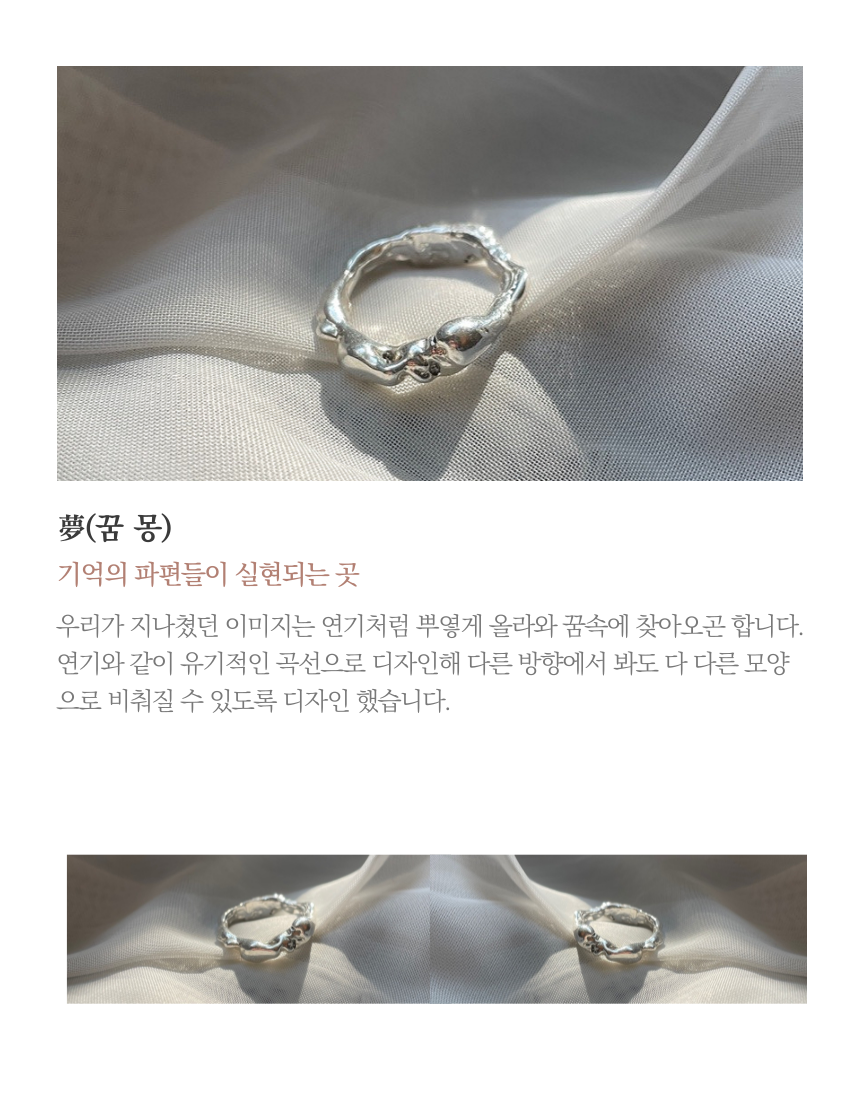 夢(꿈 몽)
기억의 파편들이 실현되는 곳
우리가 지나쳤던 이미지는 연기처럼 뿌옇게 올라와 꿈속에 찾아오곤 합니다.
연기와 같이 유기적인 곡선으로 디자인해 다른 방향에서 봐도 다 다른 모양
으로 비춰질 수 있도록 디자인 했습니다.